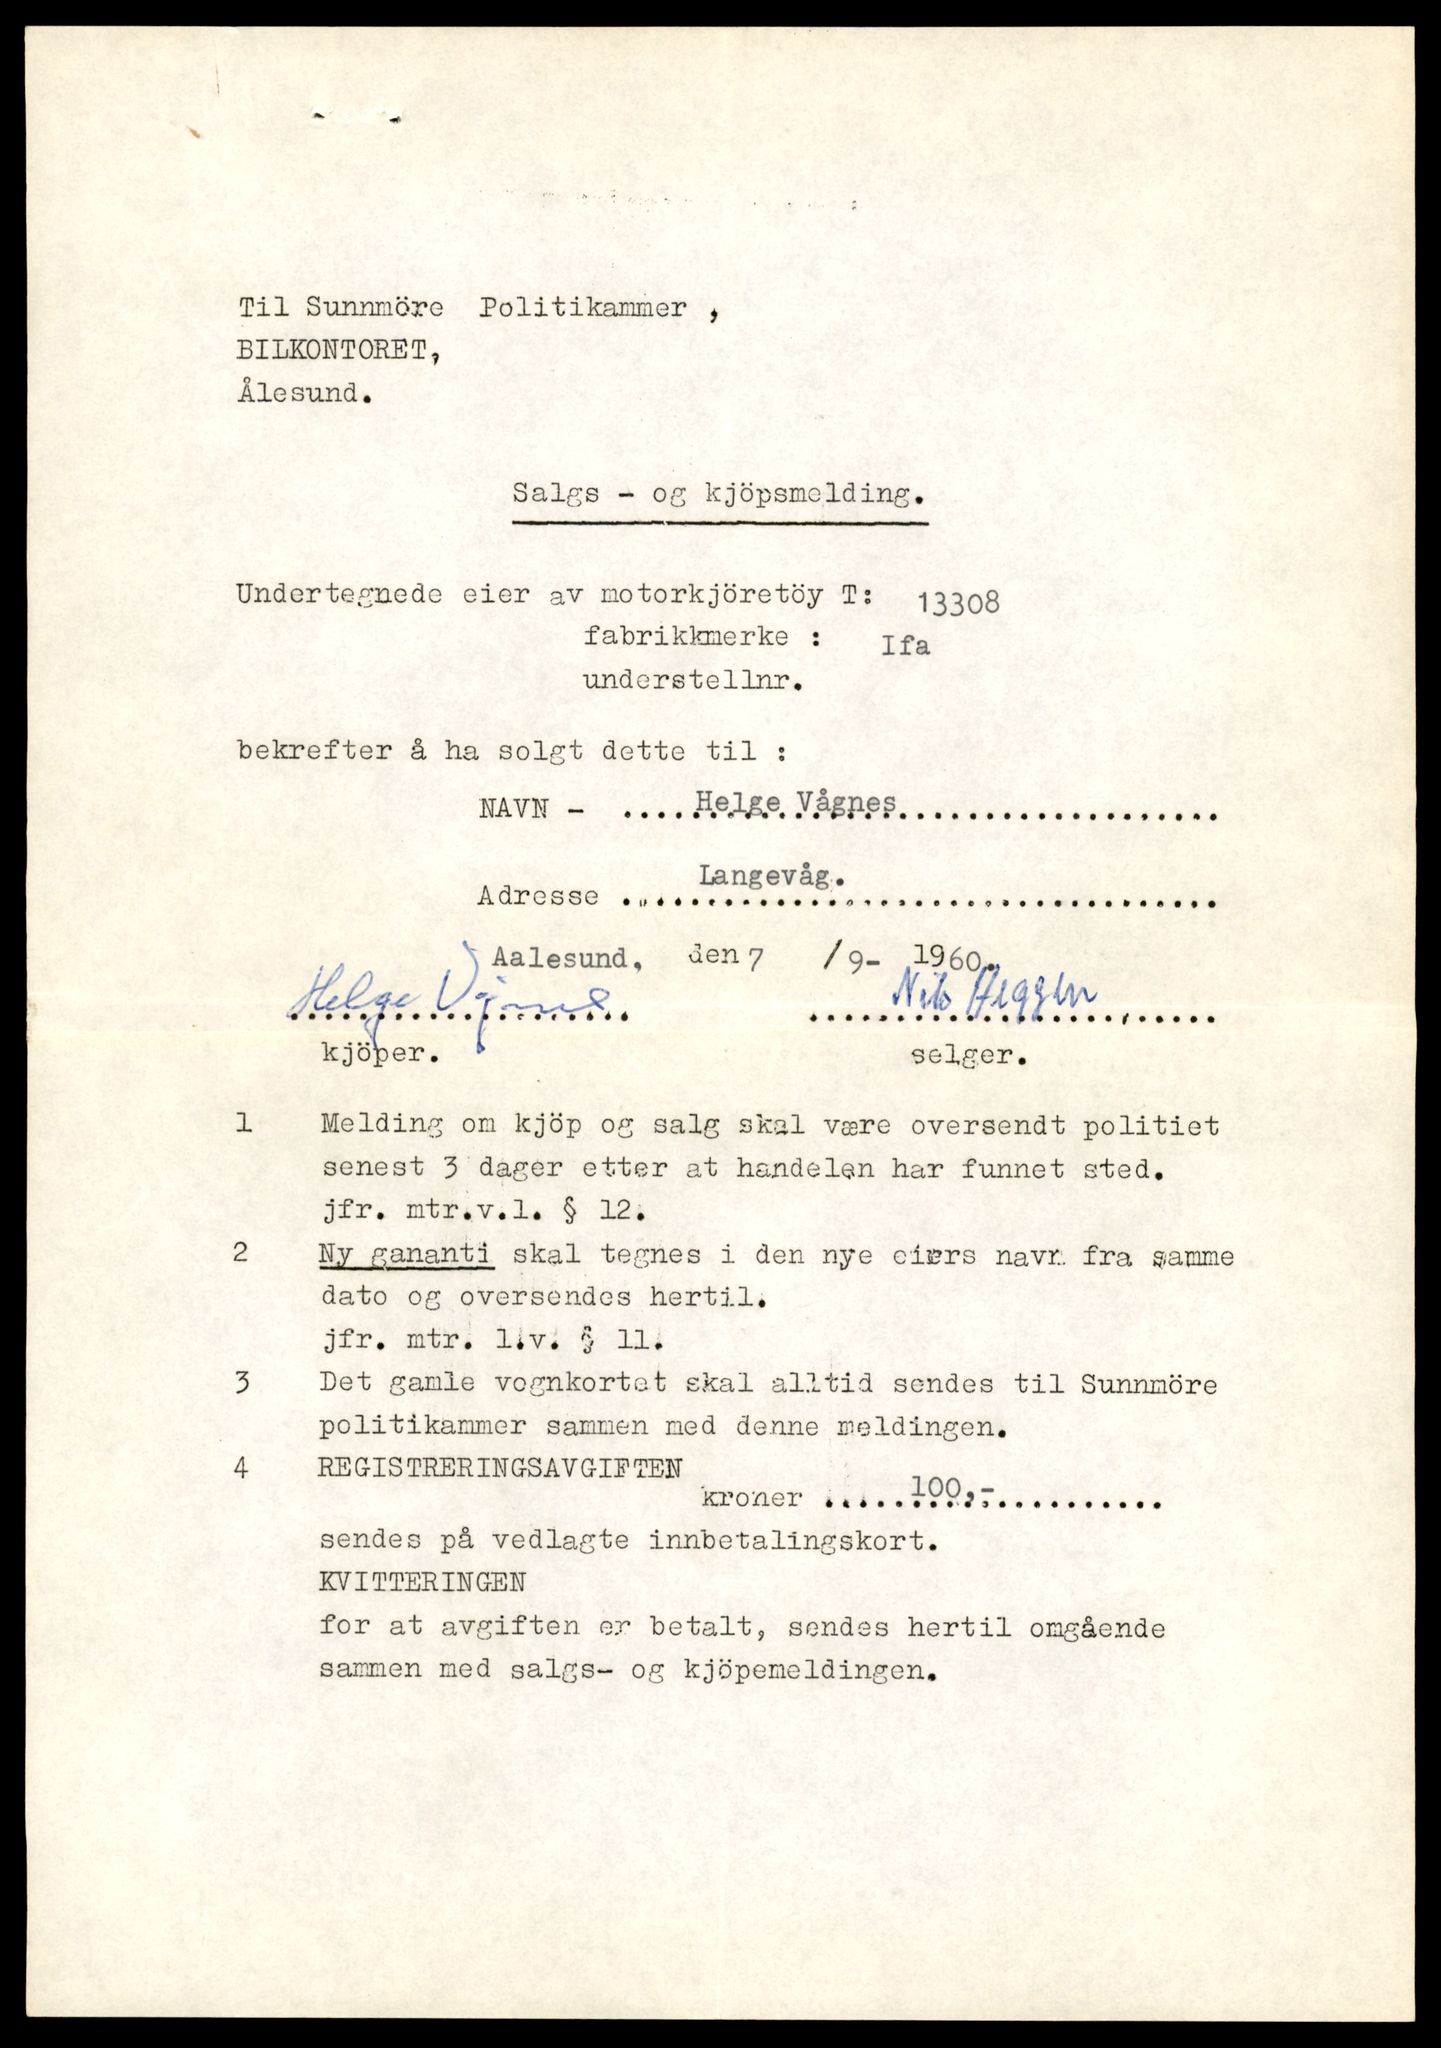 Til Sunnmöre Politikammer ,
BILKONTORET,
Ålesund.
Salgs - og kjöpsmelding.
Undertegnede eier av motorkjöretöy T: 13308
fabrikkmerke : Ifa
understellnr.
bekrefter å ha solgt dette til :
NAVN - ....Helge Vågnes....................
Adresse ......Langevåg......................
Aalesund, den 7 /9- 1960.
Helge Vågnes Nils Heggen
kjöper. selger.
1 Melding om kjöp og salg skal være oversendt politiet
senest 3 dager etter at handelen har funnet sted.
jfr. mtr.v.l. § 12.
2 Ny gananti skal tegnes i den nye eiers navn fra samme
dato og oversendes hertil.
jfr. mtr. l.v. § 11.
3 Det gamle vognkortet skal alltid sendes til Sunnmöre
politikammer sammen med denne meldingen.
4 REGISTRERINGSAVGIFTEN
kroner .....100,-..........
sendes på vedlagte innbetalingskort.
KVITTERINGEN
for at avgiften er betalt, sendes hertil omgående
sammen med salgs- og kjöpemeldingen.